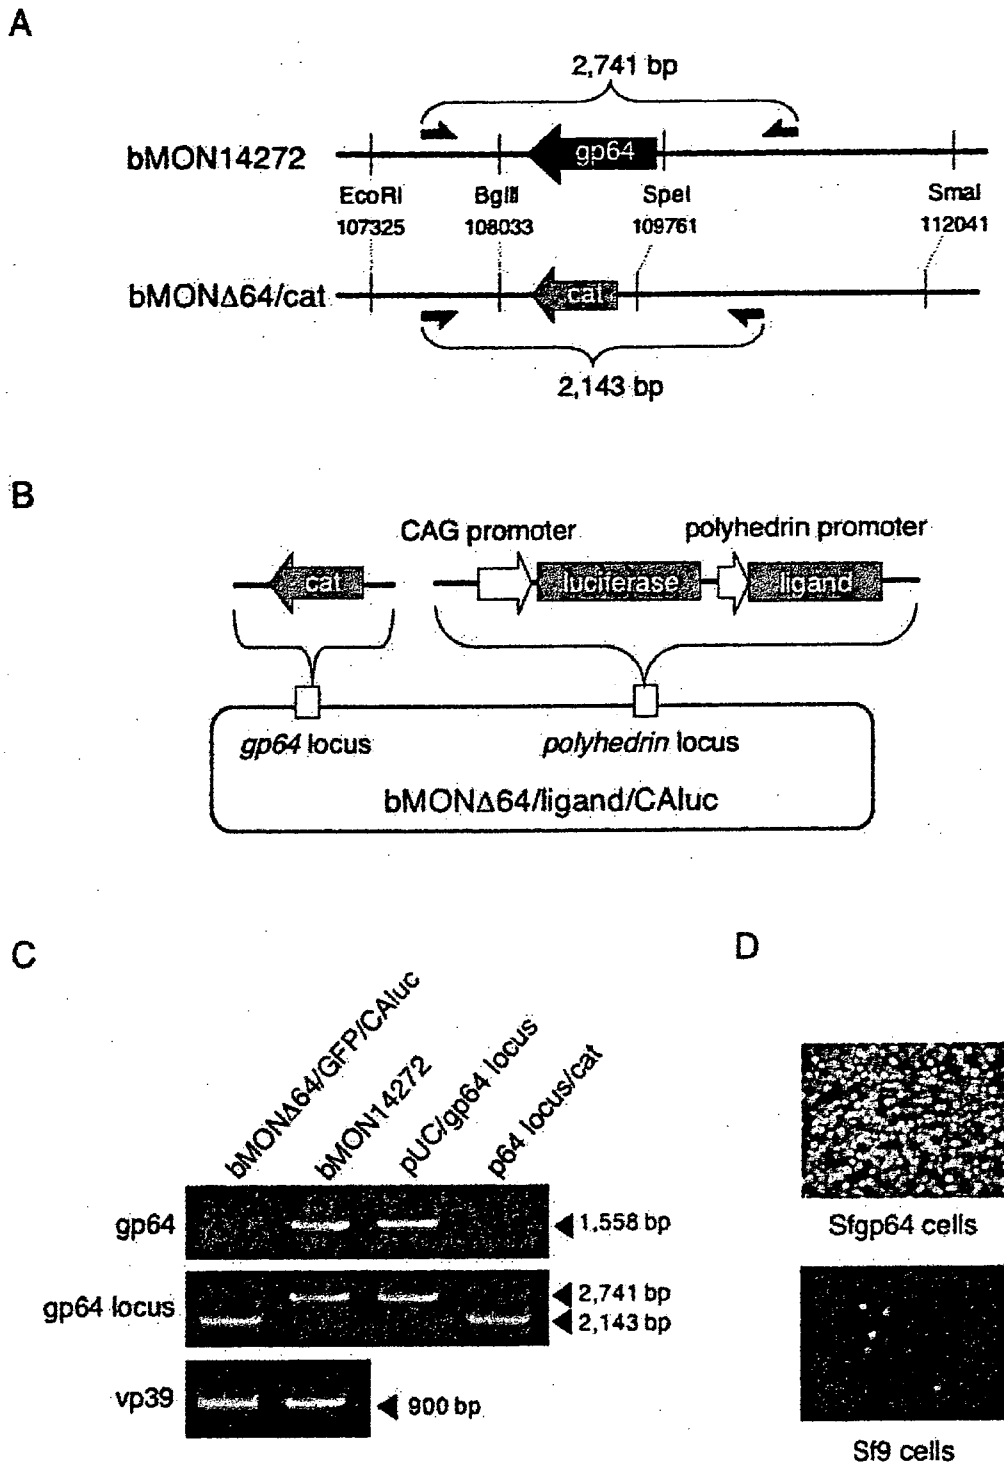 A
2,741 bp
bMON14272
gp64
EcoRI
107325
BglII
108033
SpeI
109761
SmaI
112041
bMONΔ64/cat
cat
2,143 bp
B
CAG promoter
polyhedrin promoter
cat
luciferase
ligand
gp64 locus
polyhedrin locus
bMONΔ64/ligand/CAluc
C
bMONΔ64/GFP/CAluc
bMON14272
pUC/gp64 locus
p64 locus/cat
gp64
1,558 bp
gp64 locus
2,741 bp
2,143 bp
vp39
900 bp
D
Sfgp64 cells
Sf9 cells